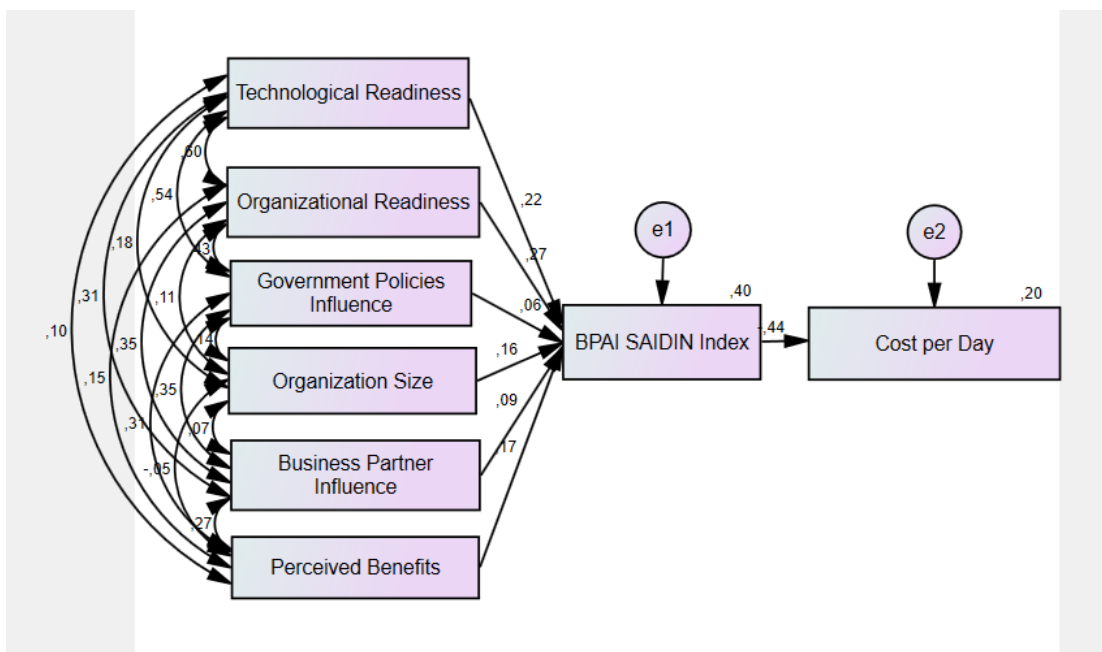 Technological Readiness
,60
Organizational Readiness
,54
,22
e1
e2
,18
,43
Government Policies
Influence
,27
,31
,11
,06
,40
,20
,10
,35
,14
BPAI SAIDIN Index
-,44
Cost per Day
,15
Organization Size
,16
,35
,09
,31
,07
-,05
Business Partner
Influence
,17
,27
Perceived Benefits